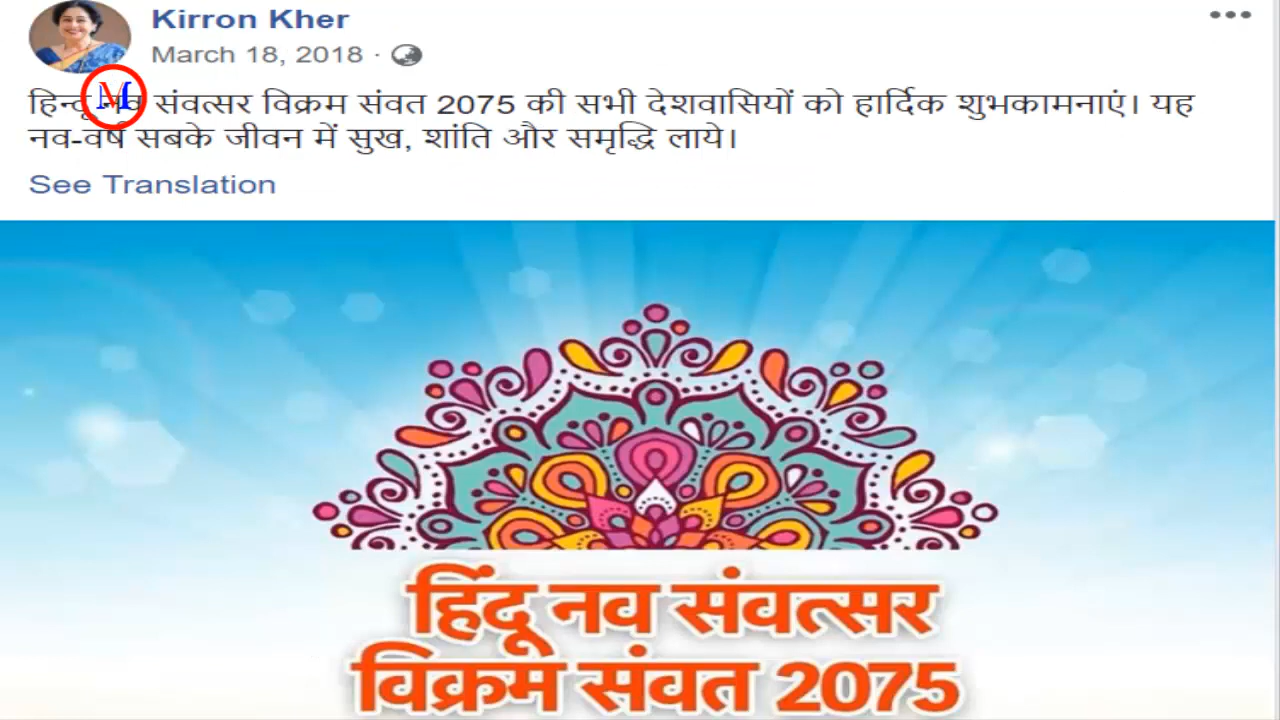 Kirron Kher
March 18, 2018 ·
M
हिन्दू नव संवत्सर विक्रम संवत 2075 की सभी देशवासियों को हार्दिक शुभकामनाएं। यह
नव-वर्ष सबके जीवन में सुख, शांति और समृद्धि लाये।
See Translation
हिंदू नव संवत्सर
विक्रम संवत 2075